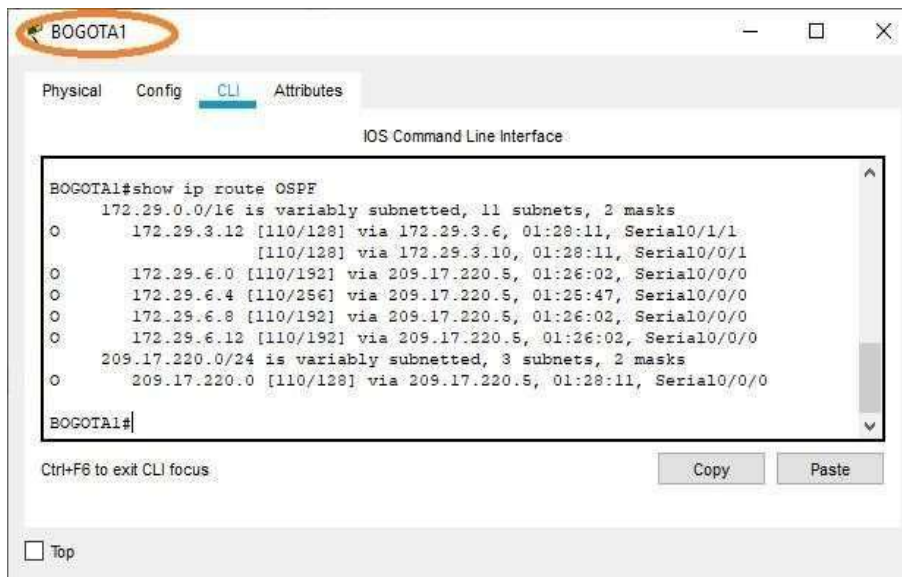 BOGOTA1
Physical Config CLI Attributes
IOS Command Line Interface
BOGOTA1#show ip route OSPF
172.29.0.0/16 is variably subnetted, 11 subnets, 2 masks
O 172.29.3.12 [110/128] via 172.29.3.6, 01:28:11, Serial0/1/1
[110/128] via 172.29.3.10, 01:28:11, Serial0/0/1
O 172.29.6.0 [110/192] via 209.17.220.5, 01:26:02, Serial0/0/0
O 172.29.6.4 [110/256] via 209.17.220.5, 01:25:47, Serial0/0/0
O 172.29.6.8 [110/192] via 209.17.220.5, 01:26:02, Serial0/0/0
O 172.29.6.12 [110/192] via 209.17.220.5, 01:26:02, Serial0/0/0
209.17.220.0/24 is variably subnetted, 3 subnets, 2 masks
O 209.17.220.0 [110/128] via 209.17.220.5, 01:28:11, Serial0/0/0
BOGOTA1#
Ctrl+F6 to exit CLI focus
Copy Paste
Top